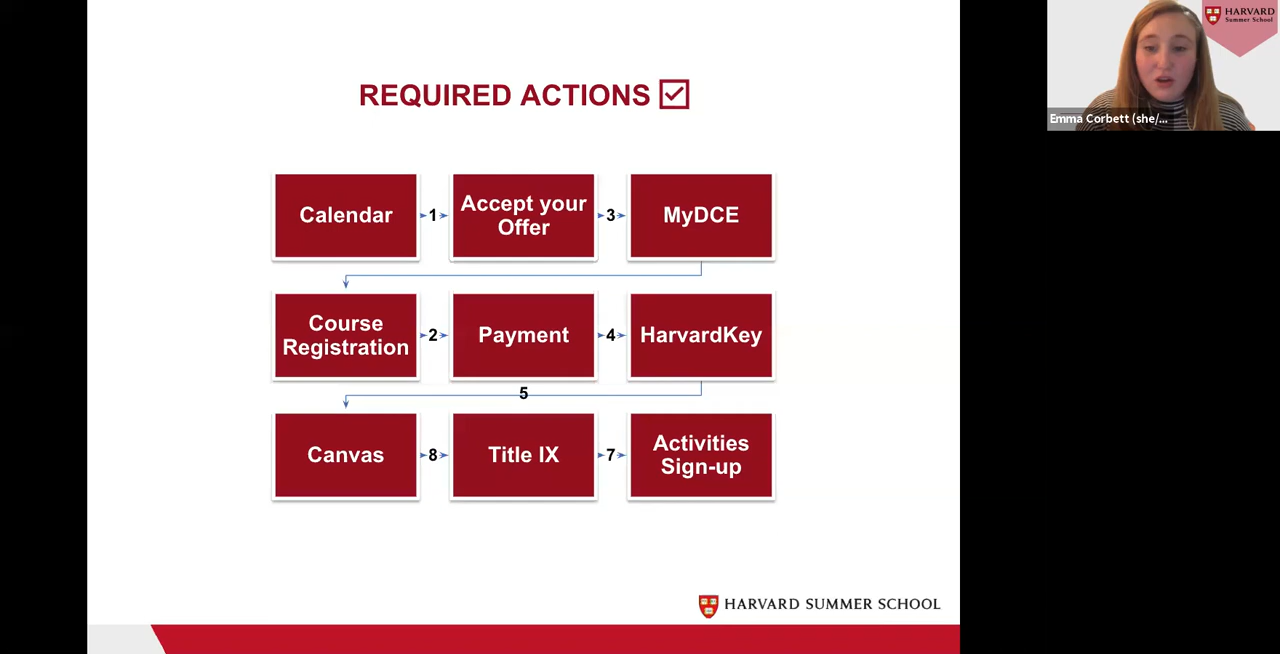 HARVARD
Summer School
Emma Corbett (she/...
REQUIRED ACTIONS
Calendar
1
Accept your
Offer
3
MyDCE
Course
Registration
2
Payment
4
HarvardKey
5
Canvas
8
Title IX
7
Activities
Sign-up
HARVARD SUMMER SCHOOL